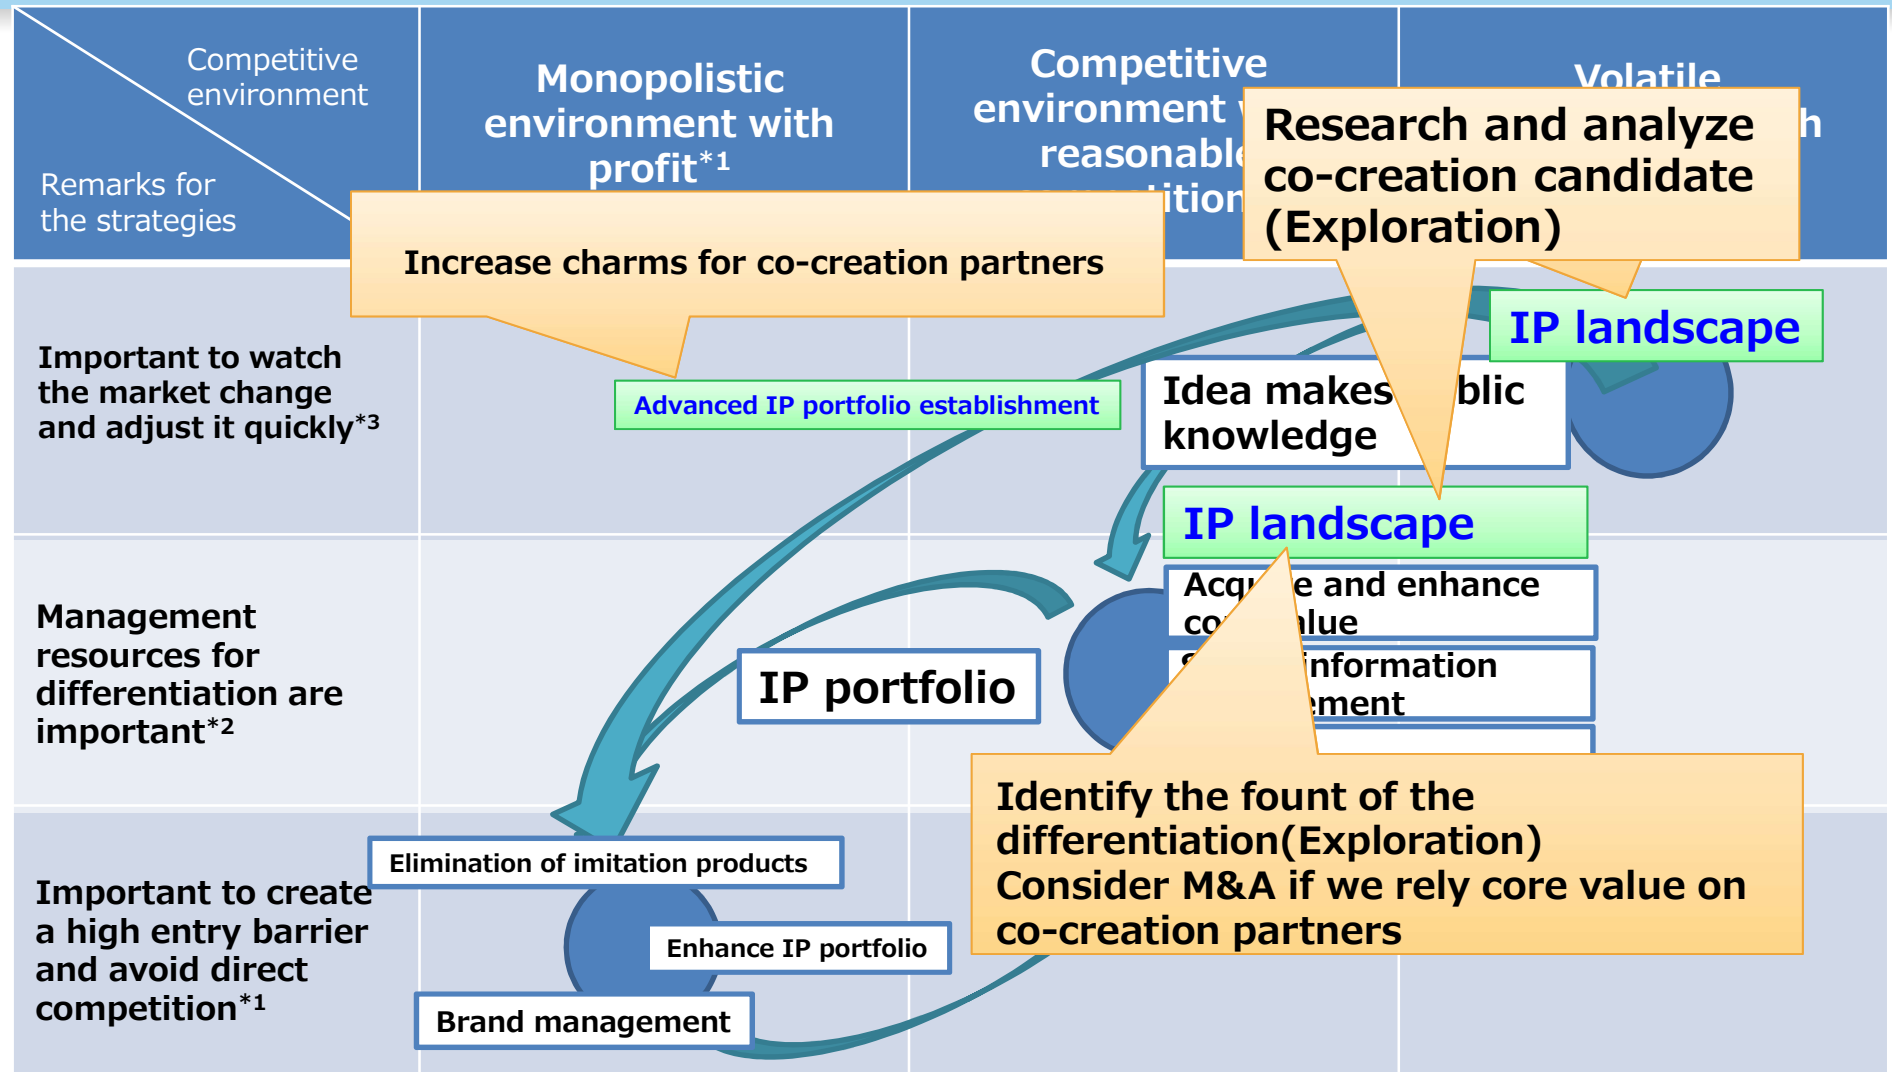 Competitive
environment
Remarks for
the strategies
Monopolistic
environment with
profit*1
Competitive
environment
reasonable
Volatile
Research and analyze
co-creation candidate
(Exploration)
Increase charms for co-creation partners
Important to watch
the market change
and adjust it quickly*3
Advanced IP portfolio establishment
IP landscape
Idea makes
knowledge
IP landscape
Management
resources for
differentiation are
important*2
IP portfolio
and enhance
information
Identify the fount of the
differentiation(Exploration)
Consider M&A if we rely core value on
co-creation partners
Important to create
a high entry barrier
and avoid direct
competition*1
Elimination of imitation products
Enhance IP portfolio
Brand management